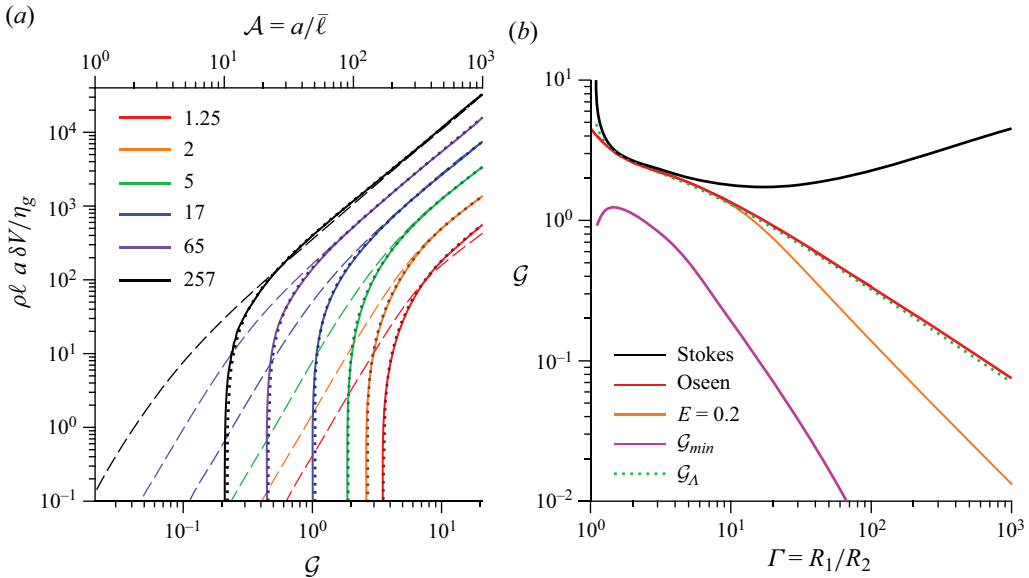 (a)
𝒜 = a/ℓ̄
10⁰ 10¹ 10² 10³
10⁴
10³
10²
10¹
10⁰
10⁻¹
ρℓ a δV/η_g
1.25
2
5
17
65
257
10⁻¹ 10⁰ 10¹
𝒢
(b)
10¹
10⁰
10⁻¹
10⁻²
𝒢
Stokes
Oseen
E = 0.2
𝒢_min
𝒢_Λ
10⁰ 10¹ 10² 10³
Γ = R₁/R₂